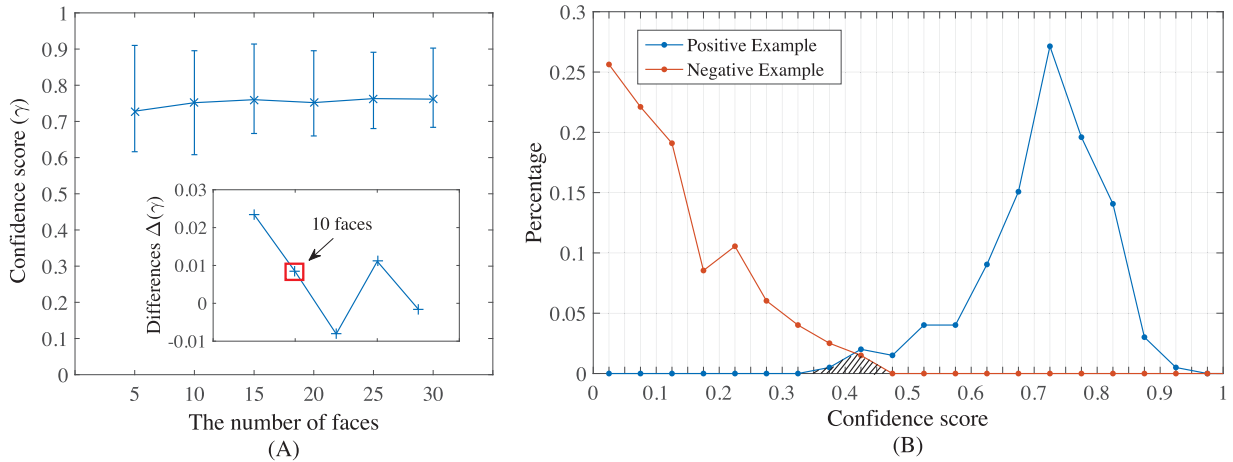 1
0.9
0.8
0.7
0.6
0.5
0.4
0.3
0.2
0.1
0
Confidence score (γ)
5 10 15 20 25 30
The number of faces
(A)
0.03
0.02
0.01
0
-0.01
Differences Δ(γ)
10 faces
0.3
0.25
0.2
0.15
0.1
0.05
0
Percentage
Positive Example
Negative Example
0 0.1 0.2 0.3 0.4 0.5 0.6 0.7 0.8 0.9 1
Confidence score
(B)